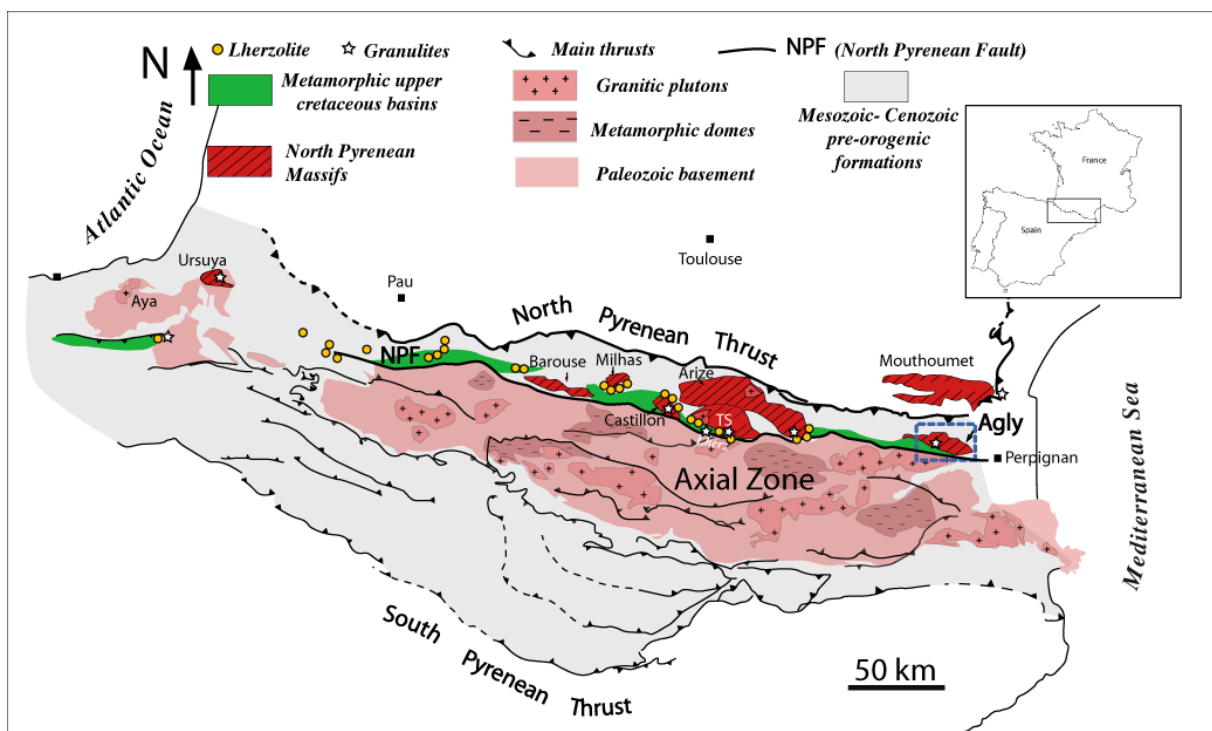 Lherzolite
Granulites
Main thrusts
NPF (North Pyrenean Fault)
N
Metamorphic upper
cretaceous basins
Granitic plutons
Mesozoic- Cenozoic
pre-orogenic
formations
Metamorphic domes
North Pyrenean
Massifs
Paleozoic basement
Atlantic Ocean
France
Spain
Ursuya
Aya
Pau
Toulouse
North Pyrenean Thrust
NPF
Barouse
Milhas
Arize
Mouthoumet
Castillon
TS
Agly
Perpignan
Axial Zone
Mediterranean Sea
South Pyrenean Thrust
50 km